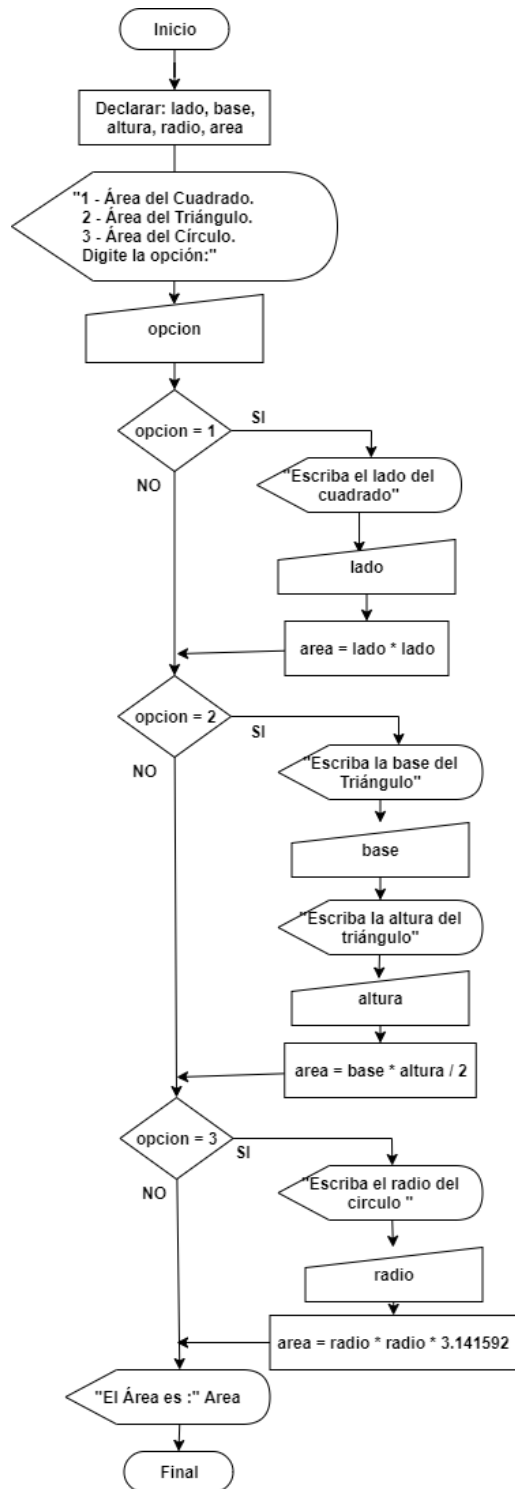 Inicio
Declarar: lado, base,
altura, radio, area
"1 - Área del Cuadrado.
2 - Área del Triángulo.
3 - Área del Círculo.
Digite la opción:"
opcion
opcion = 1
SI
NO
"Escriba el lado del
cuadrado"
lado
area = lado * lado
opcion = 2
SI
NO
"Escriba la base del
Triángulo"
base
"Escriba la altura del
triángulo"
altura
area = base * altura / 2
opcion = 3
SI
NO
"Escriba el radio del
circulo "
radio
area = radio * radio * 3.141592
"El Área es :" Area
Final